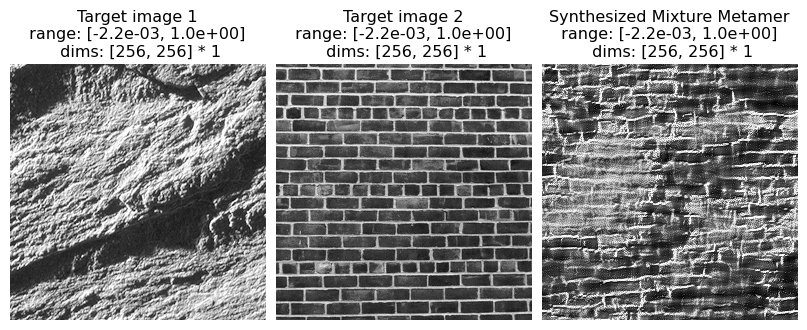 Target image 1
range: [-2.2e-03, 1.0e+00]
dims: [256, 256] * 1
Target image 2
range: [-2.2e-03, 1.0e+00]
dims: [256, 256] * 1
Synthesized Mixture Metamer
range: [-2.2e-03, 1.0e+00]
dims: [256, 256] * 1